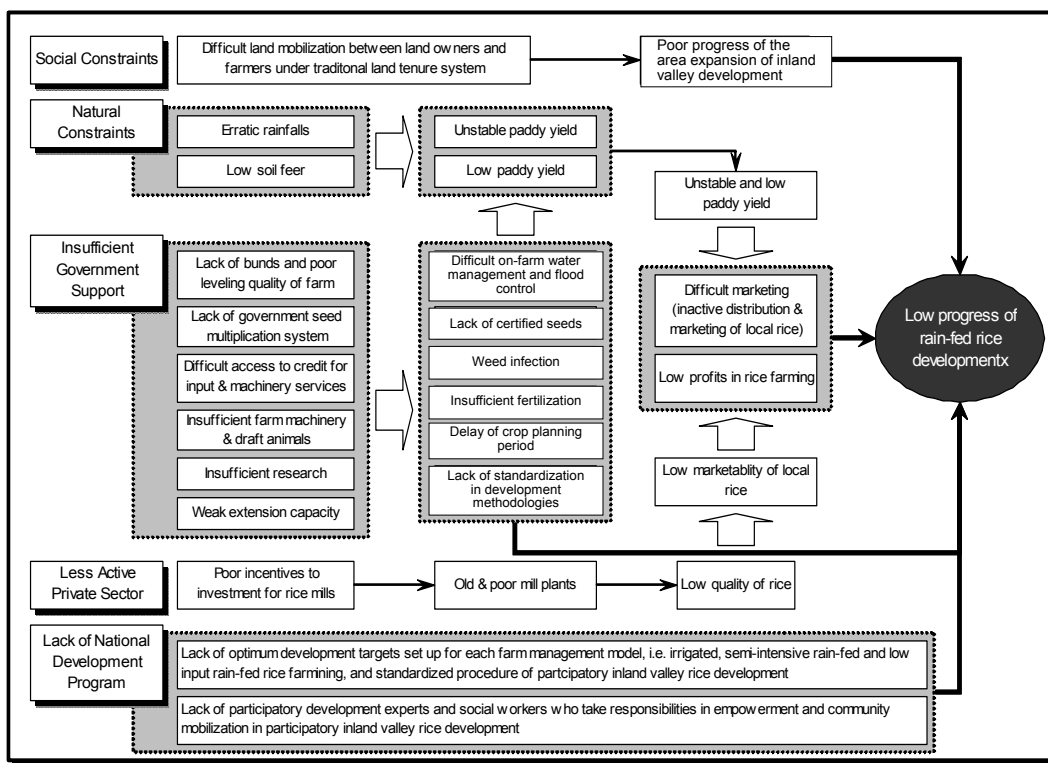 Social Constraints
Difficult land mobilization between land owners and
farmers under traditonal land tenure system
Poor progress of the
area expansion of inland
valley development
Natural
Constraints
Erratic rainfalls
Low soil feer
Unstable paddy yield
Low paddy yield
Unstable and low
paddy yield
Insufficient
Government
Support
Lack of bunds and poor
leveling quality of farm
Lack of government seed
multiplication system
Difficult access to credit for
input & machinery services
Insufficient farm machinery
& draft animals
Insufficient research
Weak extension capacity
Difficult on-farm water
management and flood
control
Lack of certified seeds
Weed infection
Insufficient fertilization
Delay of crop planning
period
Lack of standardization
in development
methodologies
Difficult marketing
(inactive distribution &
marketing of local rice)
Low profits in rice farming
Low marketablity of local
rice
Low progress of
rain-fed rice
developmentx
Less Active
Private Sector
Poor incentives to
investment for rice mills
Old & poor mill plants
Low quality of rice
Lack of National
Development
Program
Lack of optimum development targets set up for each farm management model, i.e. irrigated, semi-intensive rain-fed and low
input rain-fed rice farmining, and standardized procedure of partcipatory inland valley rice development
Lack of participatory development experts and social workers who take responsibilities in empowerment and community
mobilization in participatory inland valley rice development